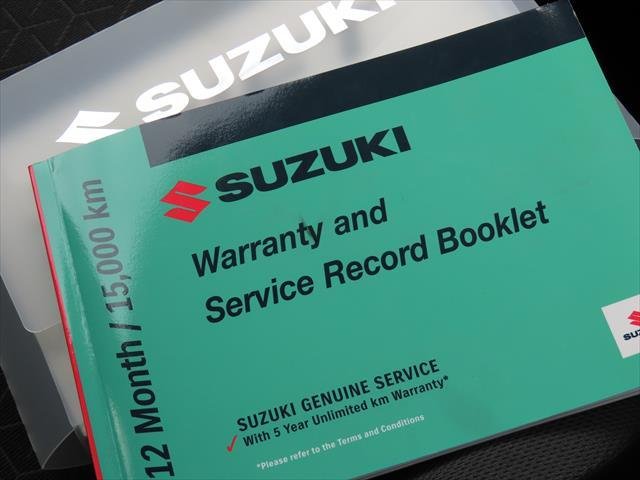 SUZUKI
SUZUKI
Warranty and
Service Record Booklet
12 Month / 15,000 km
SUZUKI GENUINE SERVICE
With 5 Year Unlimited km Warranty*
*Please refer to the Terms and Conditions